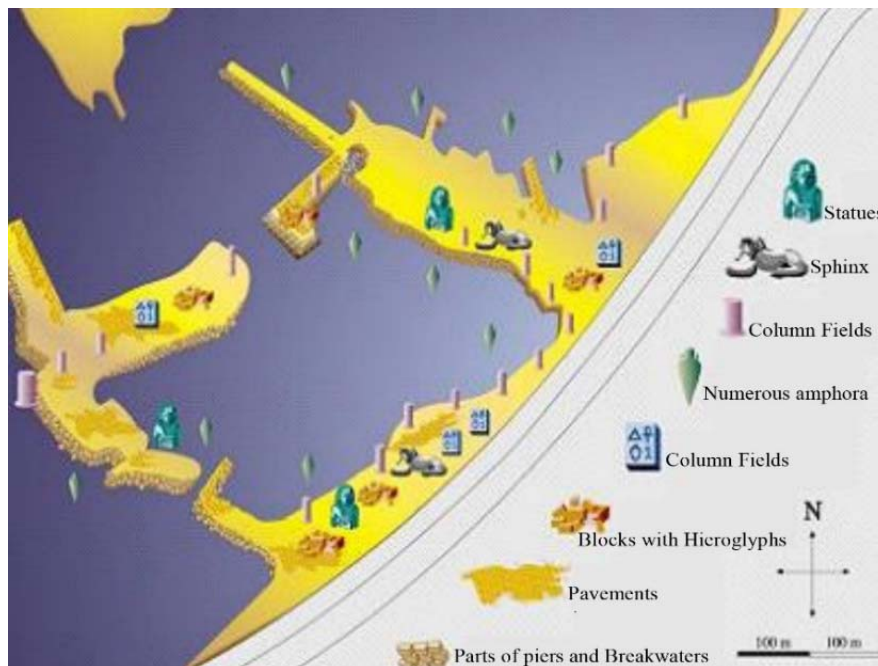 Statues
Sphinx
Column Fields
Numerous amphora
Column Fields
Blocks with Hieroglyphs
N
Pavements
100 m 100 m
Parts of piers and Breakwaters